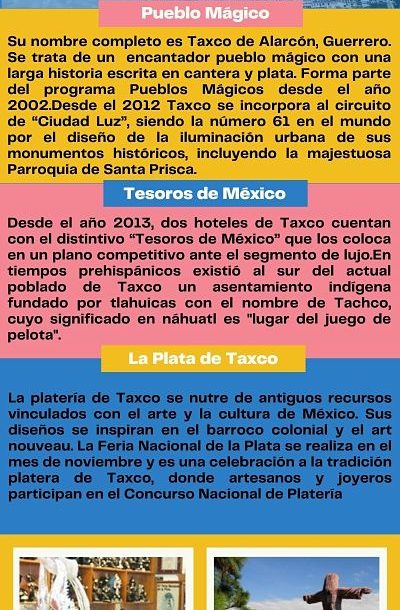 Pueblo Mágico
Su nombre completo es Taxco de Alarcón, Guerrero.
Se trata de un encantador pueblo mágico con una
larga historia escrita en cantera y plata. Forma parte
del programa Pueblos Mágicos desde el año
2002.Desde el 2012 Taxco se incorpora al circuito
de “Ciudad Luz”, siendo la número 61 en el mundo
por el diseño de la iluminación urbana de sus
monumentos históricos, incluyendo la majestuosa
Parroquia de Santa Prisca.
Tesoros de México
Desde el año 2013, dos hoteles de Taxco cuentan
con el distintivo “Tesoros de México” que los coloca
en un plano competitivo ante el segmento de lujo.En
tiempos prehispánicos existió al sur del actual
poblado de Taxco un asentamiento indígena
fundado por tlahuicas con el nombre de Tachco,
cuyo significado en náhuatl es "lugar del juego de
pelota".
La Plata de Taxco
La platería de Taxco se nutre de antiguos recursos
vinculados con el arte y la cultura de México. Sus
diseños se inspiran en el barroco colonial y el art
nouveau. La Feria Nacional de la Plata se realiza en el
mes de noviembre y es una celebración a la tradición
platera de Taxco, donde artesanos y joyeros
participan en el Concurso Nacional de Platería